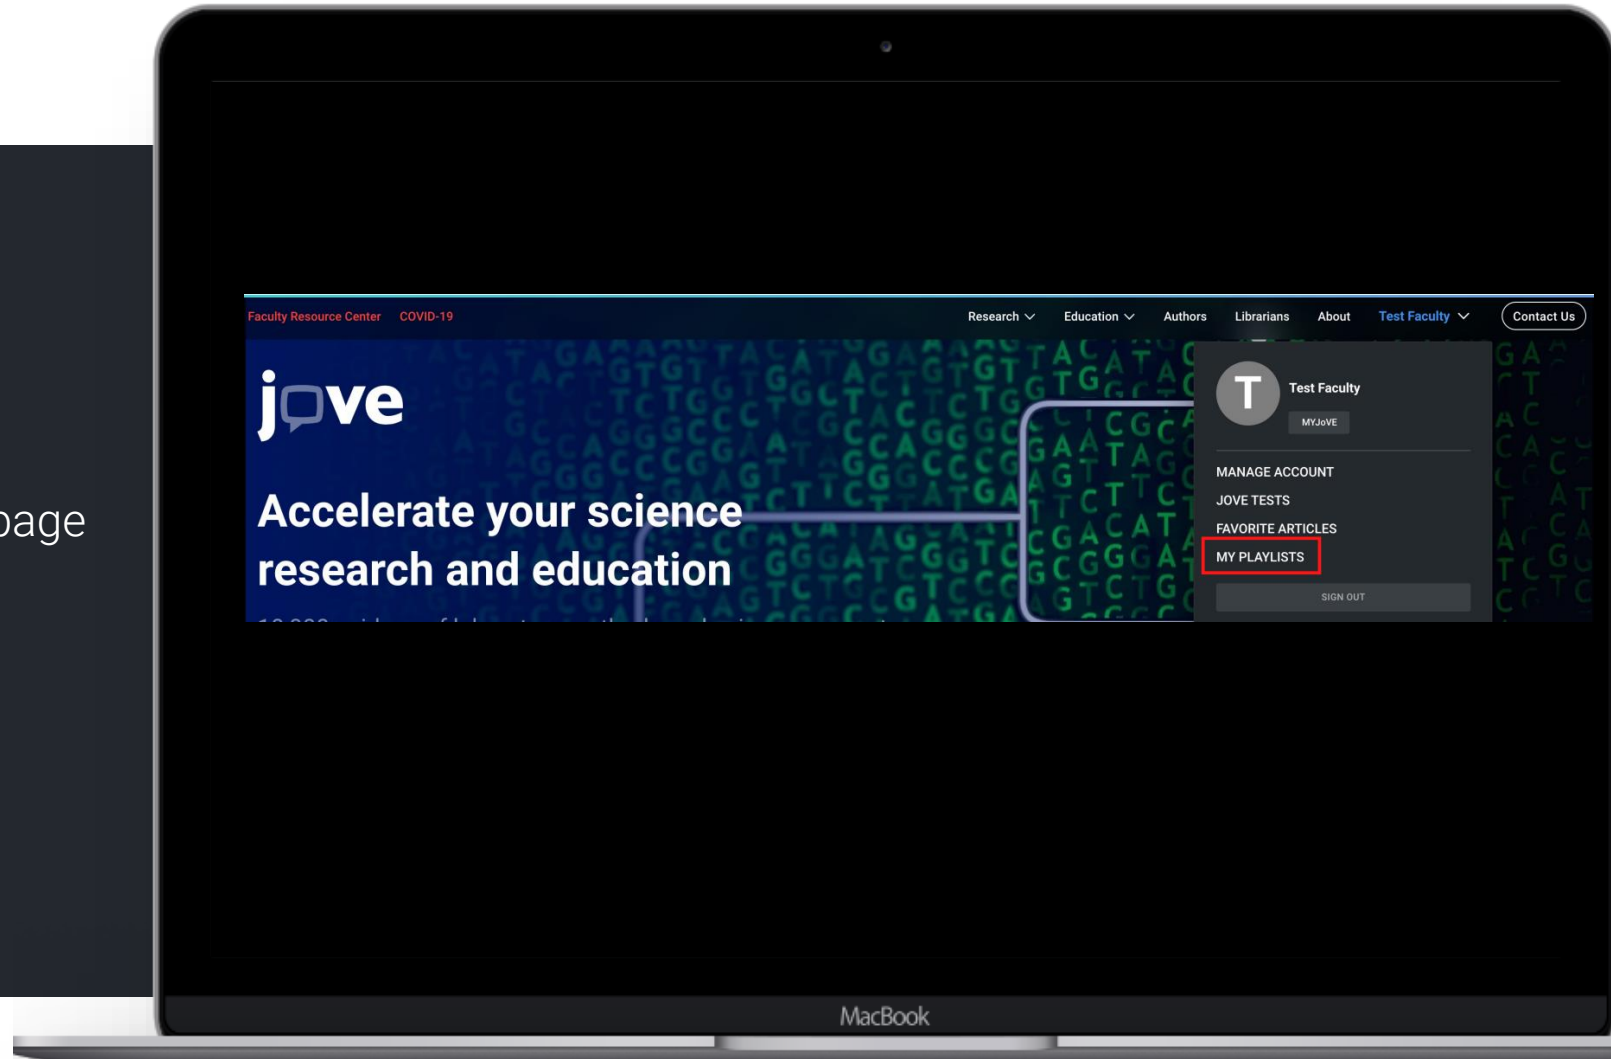 page
Faculty Resource Center COVID-19 Research Education Authors Librarians About Test Faculty Contact Us
jove
Accelerate your science
research and education
T
Test Faculty
MYJoVE
MANAGE ACCOUNT
JOVE TESTS
FAVORITE ARTICLES
MY PLAYLISTS
SIGN OUT
MacBook